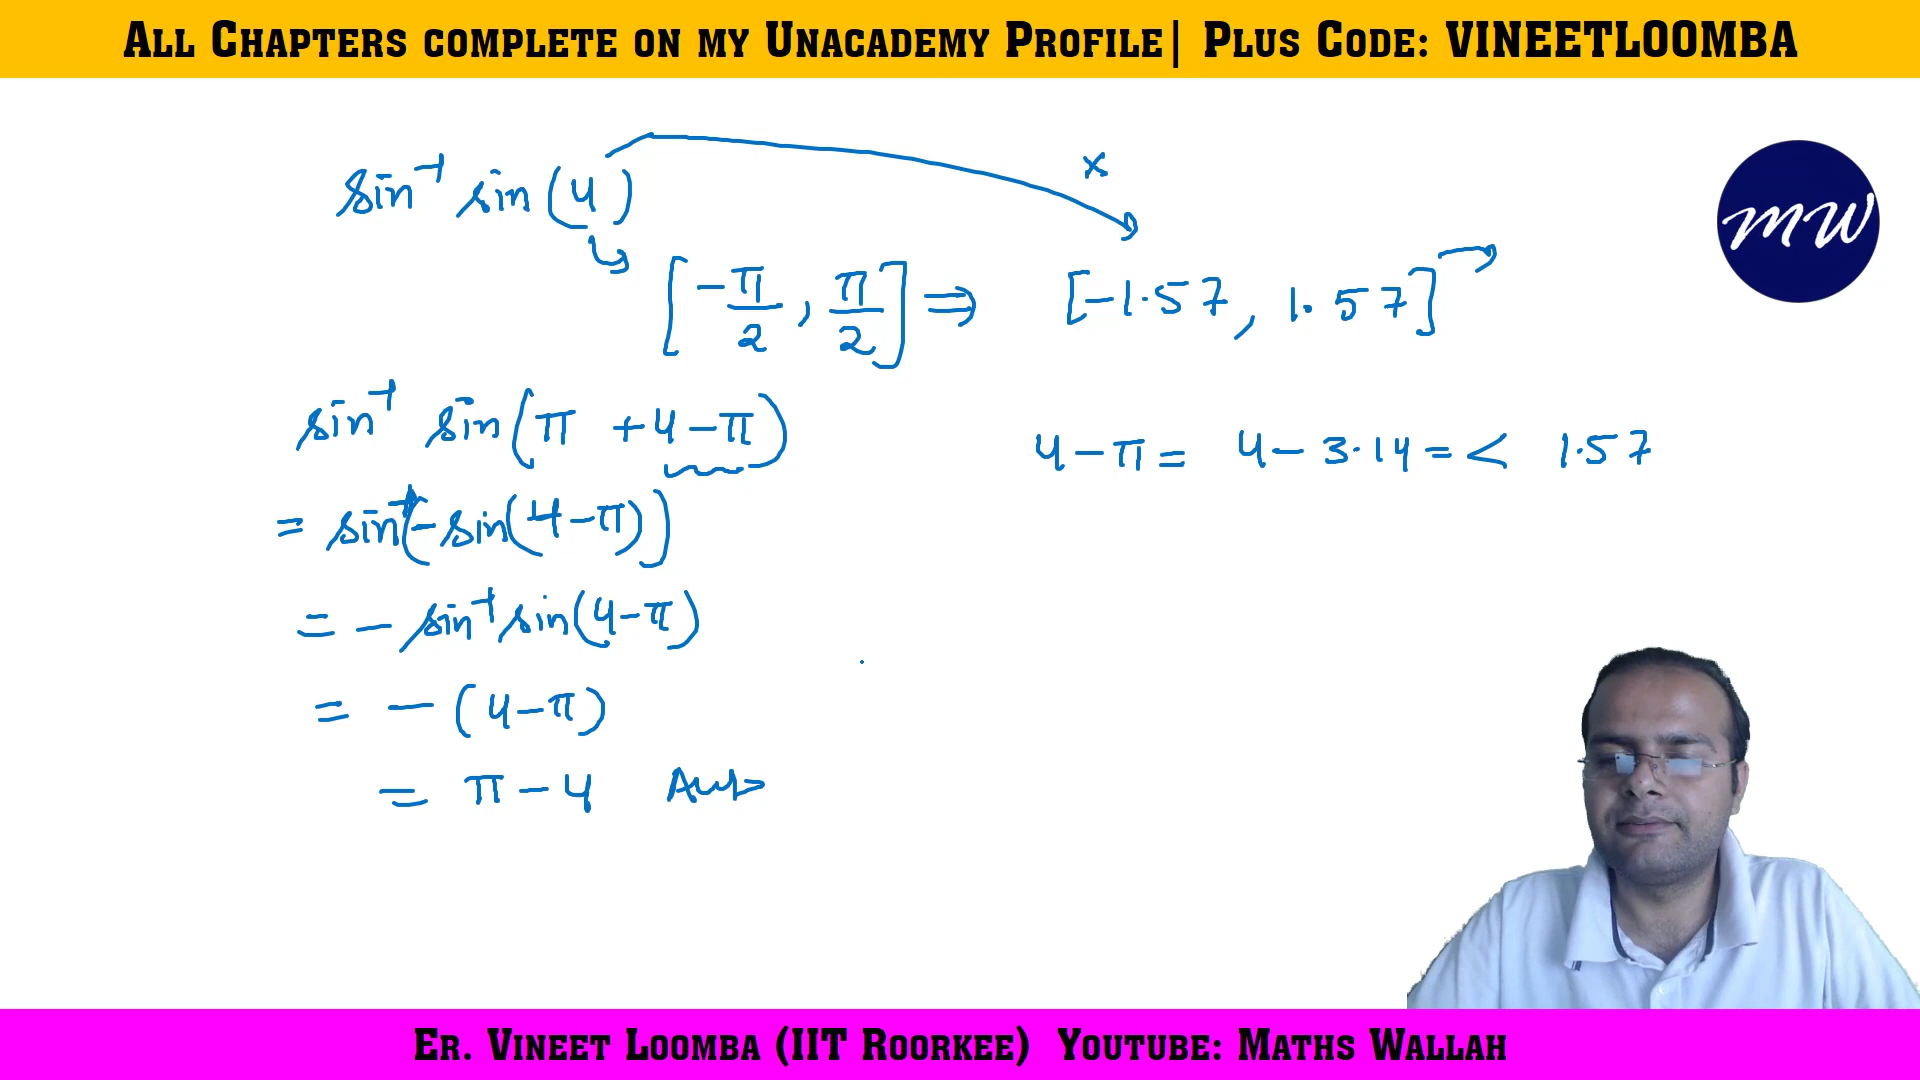 ALL CHAPTERS COMPLETE ON MY UNACADEMY PROFILE| PLUS CODE: VINEETLOOMBA
sin⁻¹ sin (4)
x
MW
[-π/2, π/2] ⇒ [-1.57, 1.57]
sin⁻¹ sin(π + 4-π)
4-π = 4-3.14 = < 1.57
= sin⁻¹(-sin(4-π))
= - sin⁻¹ sin(4-π)
= - (4-π)
= π - 4 Ans
ER. VINEET LOOMBA (IIT ROORKEE) YOUTUBE: MATHS WALLAH